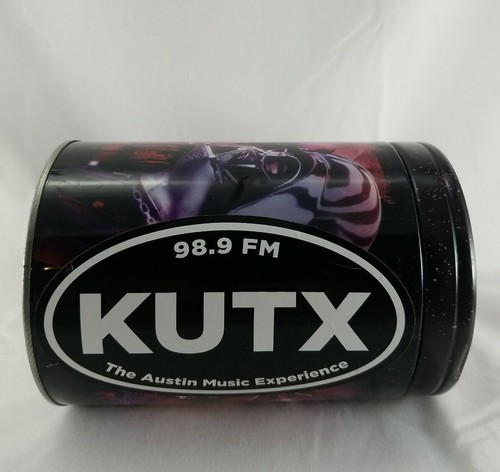 98.9 FM
KUTX
The Austin Music Experience